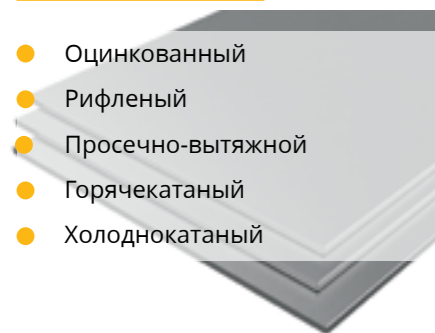 Оцинкованный
Рифленый
Просечно-вытяжной
Горячекатаный
Холоднокатаный